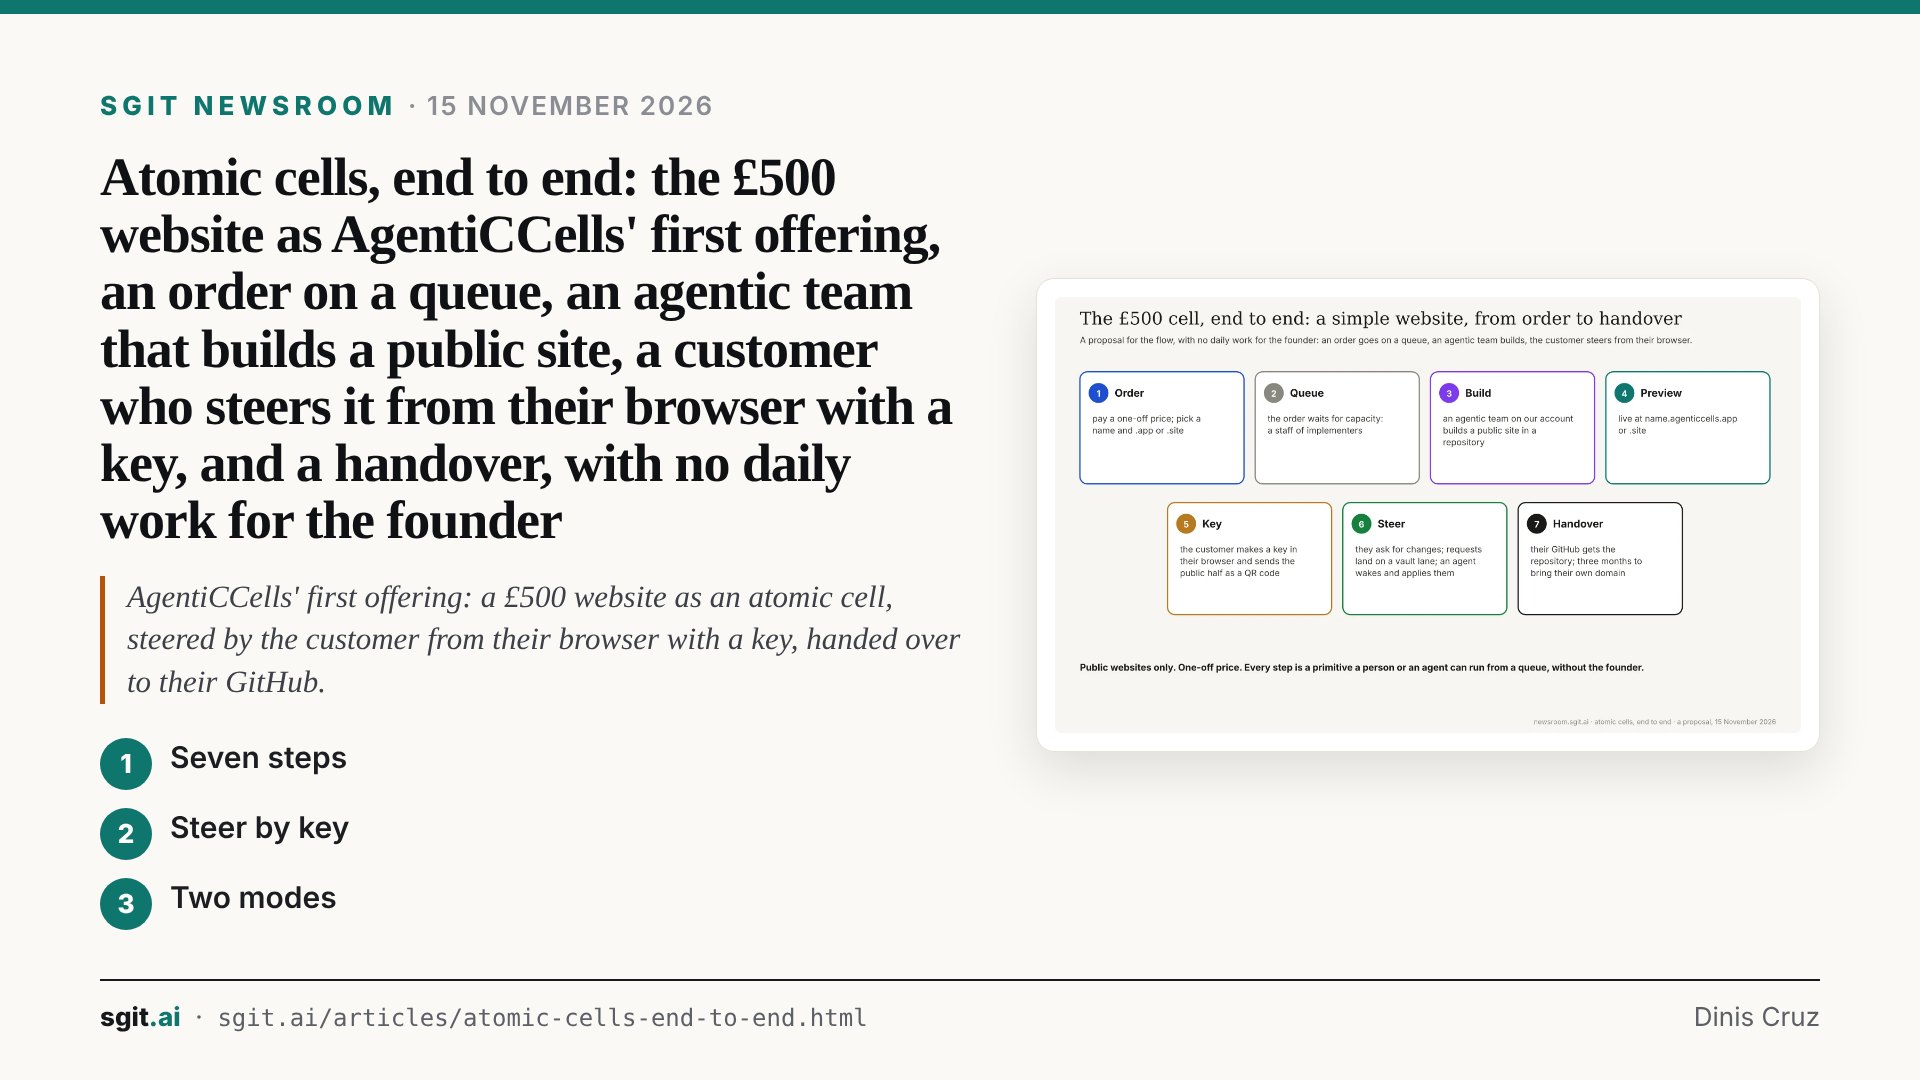 SGIT NEWSROOM · 15 NOVEMBER 2026
Atomic cells, end to end: the £500
website as AgentiCCells' first offering,
an order on a queue, an agentic team
that builds a public site, a customer
who steers it from their browser with a
key, and a handover, with no daily
work for the founder
AgentiCCells' first offering: a £500 website as an atomic cell,
steered by the customer from their browser with a key, handed over
to their GitHub.
1 Seven steps
2 Steer by key
3 Two modes
The £500 cell, end to end: a simple website, from order to handover
A proposal for the flow, with no daily work for the founder: an order goes on a queue, an agentic team builds, the customer steers from their browser.
1 Order
pay a one-off price; pick a
name and .app or .site
2 Queue
the order waits for capacity:
a staff of implementers
3 Build
an agentic team on our account
builds a public site in a
repository
4 Preview
live at name.agenticcells.app
or .site
5 Key
the customer makes a key in
their browser and sends the
public half as a QR code
6 Steer
they ask for changes; requests
land on a vault lane; an agent
wakes and applies them
7 Handover
their GitHub gets the
repository; three months to
bring their own domain
Public websites only. One-off price. Every step is a primitive a person or an agent can run from a queue, without the founder.
newsroom.sgit.ai · atomic cells, end to end · a proposal, 15 November 2026
sgit.ai · sgit.ai/articles/atomic-cells-end-to-end.html
Dinis Cruz